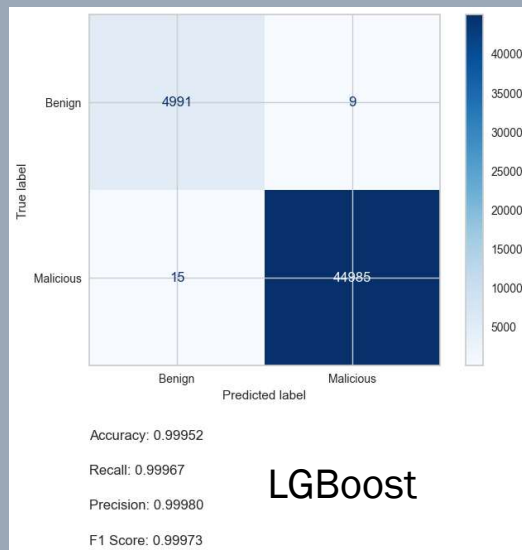 Benign
4991
9
40000
35000
30000
25000
20000
15000
10000
5000
True label
Malicious
15
44985
Benign
Malicious
Predicted label
Accuracy: 0.99952
Recall: 0.99967
Precision: 0.99980
F1 Score: 0.99973
LGBoost